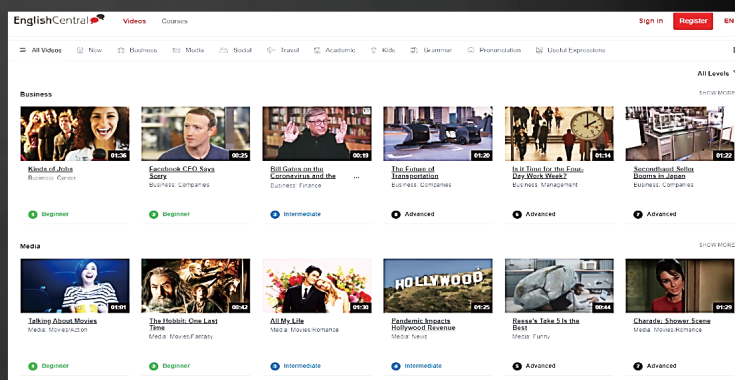 EnglishCentral
Videos Courses
Sign in Register EN
All Videos New Business Media Social Travel Academic Kids Grammar Pronunciation Useful Expressions
All Levels
Business
SHOW MORE
01:36 00:25 00:19 01:20 01:14 01:22
Kinds of Jobs
Business: Career
Beginner
Facebook CEO Says
Sorry
Business: Companies
Beginner
Bill Gates on the
Coronavirus and the ...
Business: Finance
Intermediate
The Future of
Transportation
Business: Companies
Advanced
Is it Time for the Four-
Day Work Week?
Business: Management
Advanced
Secondhand Seller
Booms in Japan
Business: Companies
Advanced
Media
SHOW MORE
01:01 00:42 01:30 HOLLYWOOD 01:25 00:44 01:29
Talking About Movies
Media: Movies/Action
Beginner
The Hobbit: One Last
Time
Media: Movies/Fantasy
Beginner
All My Life
Media: Movies/Romance
Intermediate
Pandemic Impacts
Hollywood Revenue
Media: News
Intermediate
Reese's Take 5 Is the
Best
Media: Funny
Advanced
Charade: Shower Scene
Media: Movies/Romance
Advanced